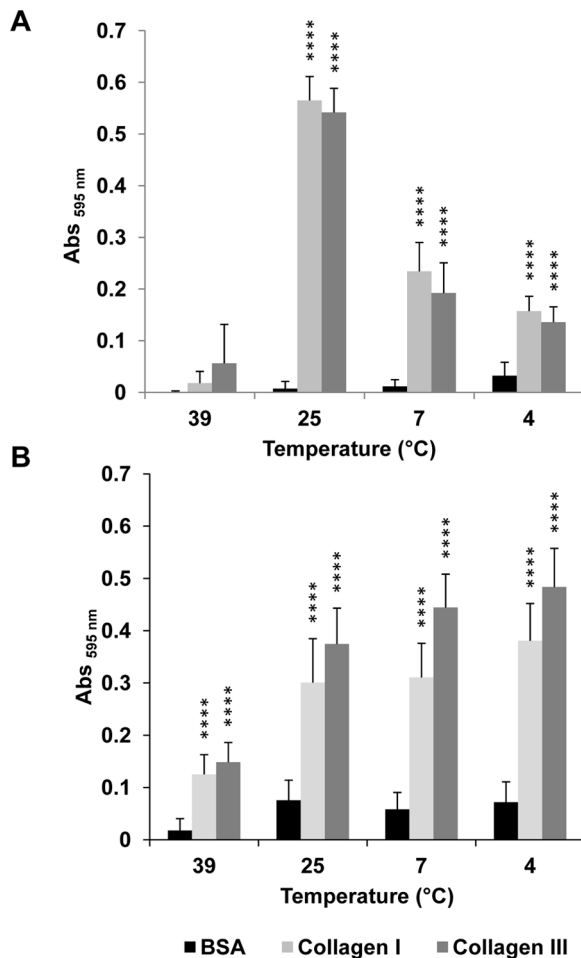 A
0.7
0.6
0.5
0.4
0.3
0.2
0.1
0
Abs 595 nm
**** ****
**** ****
**** ****
39 25 7 4
Temperature (°C)
B
0.7
0.6
0.5
0.4
0.3
0.2
0.1
0
Abs 595 nm
**** ****
**** ****
**** ****
**** ****
39 25 7 4
Temperature (°C)
BSA Collagen I Collagen III